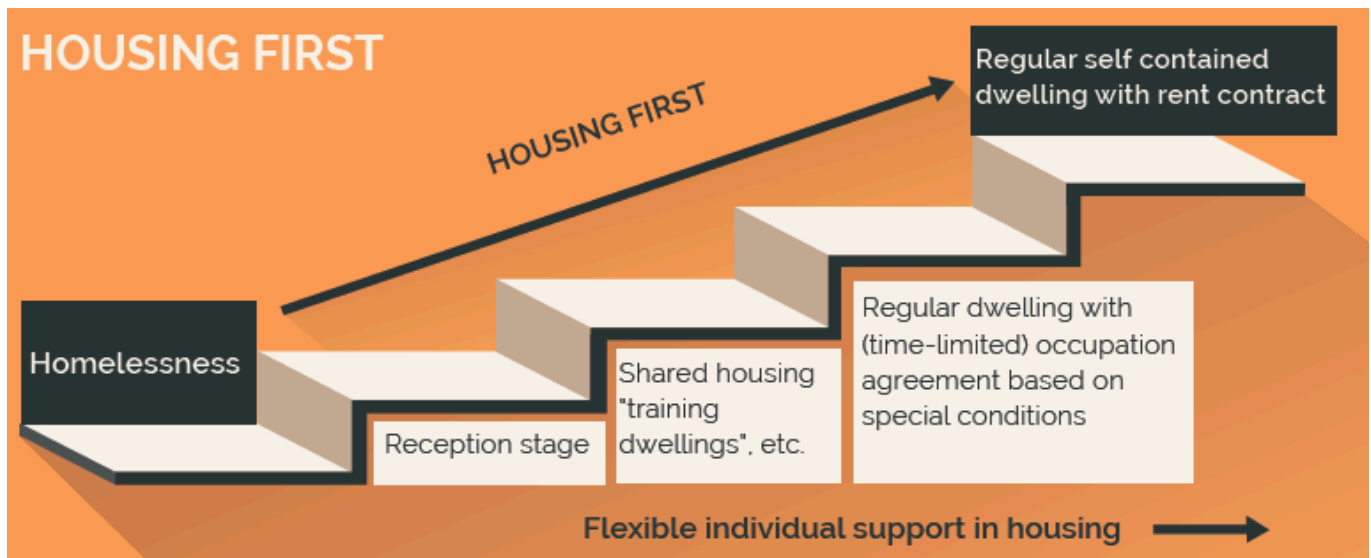 HOUSING FIRST
HOUSING FIRST
Regular self contained
dwelling with rent contract
Homelessness
Reception stage
Shared housing
"training
dwellings", etc.
Regular dwelling with
(time-limited) occupation
agreement based on
special conditions
Flexible individual support in housing